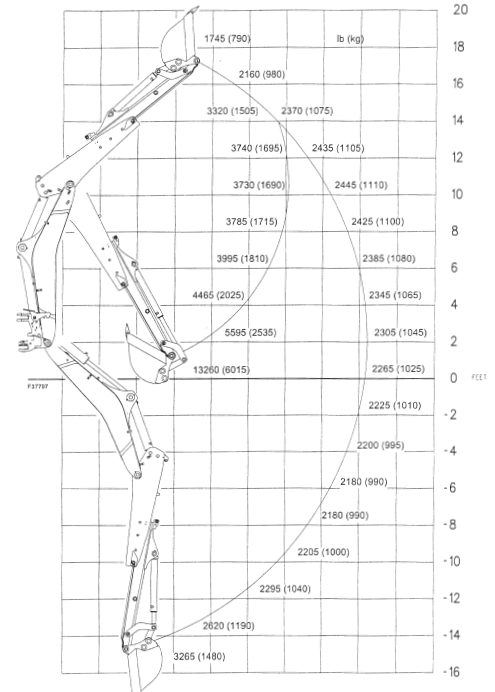 20
1745 (790) lb (kg)
18
2160 (980)
16
3320 (1505) 2370 (1075)
14
3740 (1695) 2435 (1105)
12
3730 (1690) 2445 (1110)
10
3785 (1715) 2425 (1100)
8
3995 (1810) 2385 (1080)
6
4465 (2025) 2345 (1065)
4
5595 (2535) 2305 (1045)
2
13260 (6015) 2265 (1025)
0 FEET
F37797
2225 (1010)
-2
2200 (995)
-4
2180 (990)
-6
2180 (990)
-8
2205 (1000)
-10
2295 (1040)
-12
2620 (1190)
-14
3265 (1480)
-16